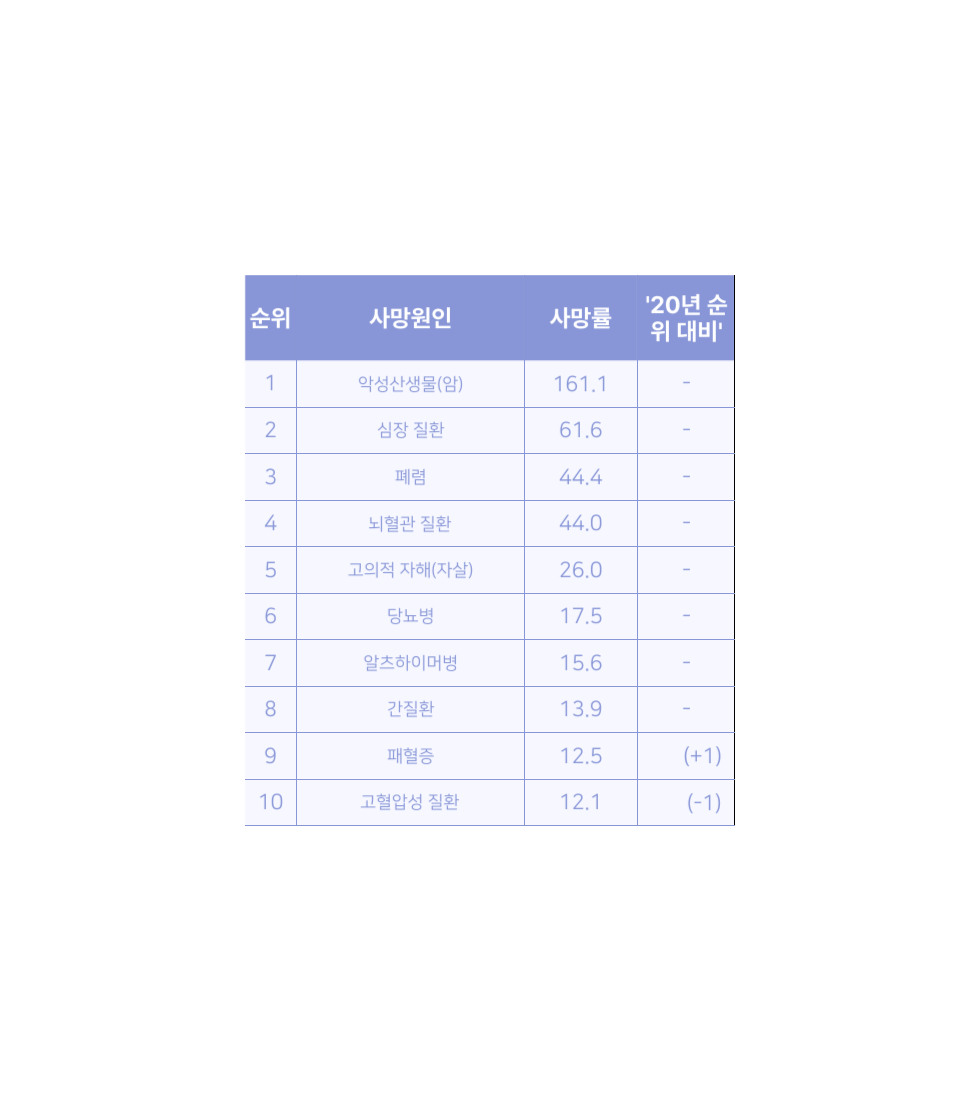 순위 사망원인 사망률 '20년 순
위 대비'
1 악성산생물(암) 161.1 -
2 심장 질환 61.6 -
3 폐렴 44.4 -
4 뇌혈관 질환 44.0 -
5 고의적 자해(자살) 26.0 -
6 당뇨병 17.5 -
7 알츠하이머병 15.6 -
8 간질환 13.9 -
9 패혈증 12.5 (+1)
10 고혈압성 질환 12.1 (-1)